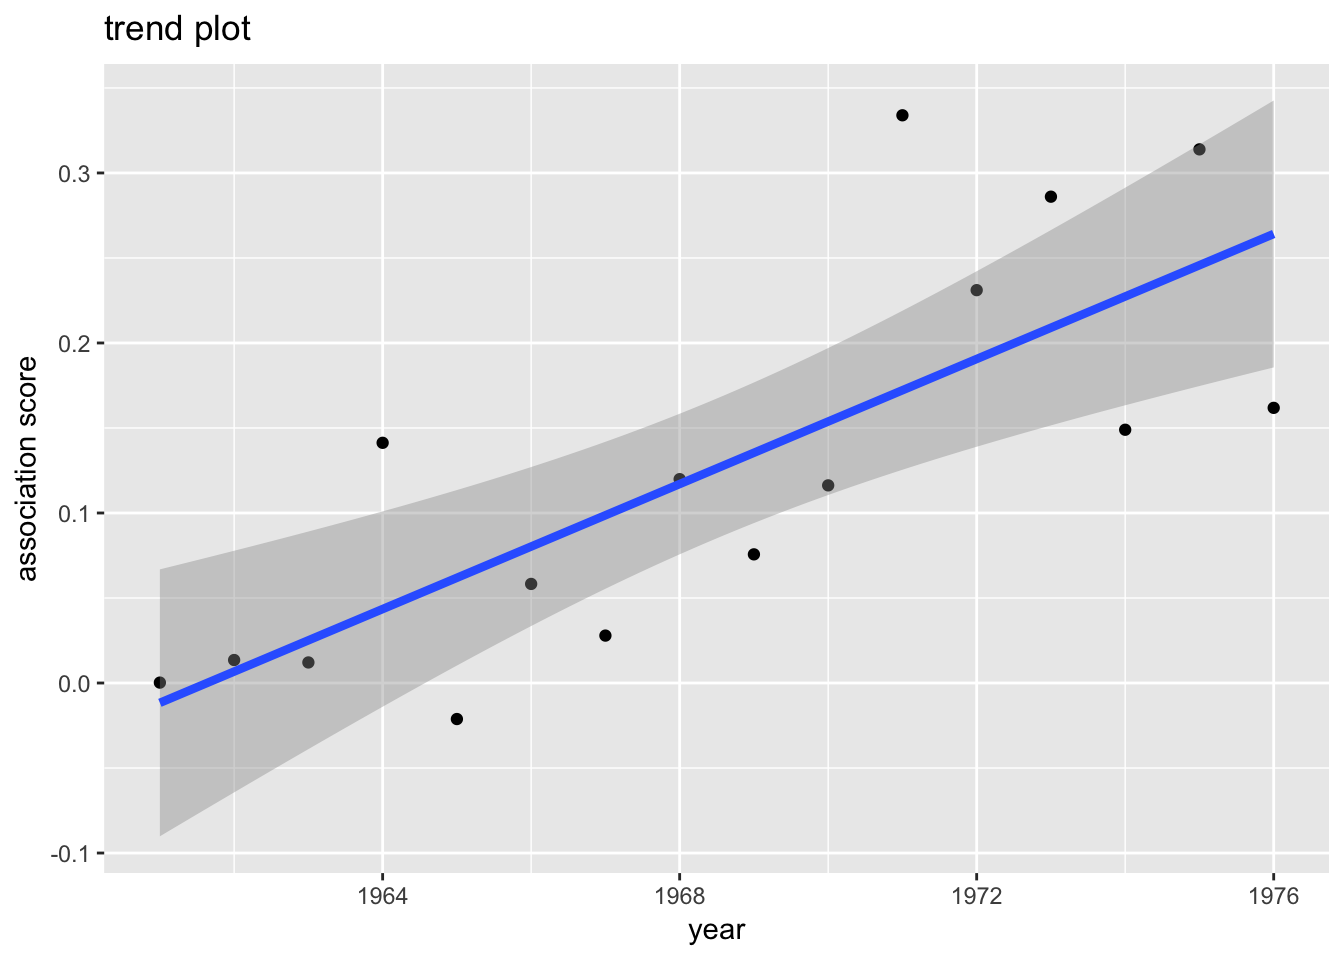 trend plot
association score
0.3
0.2
0.1
0.0
-0.1
1964 1968 1972 1976
year